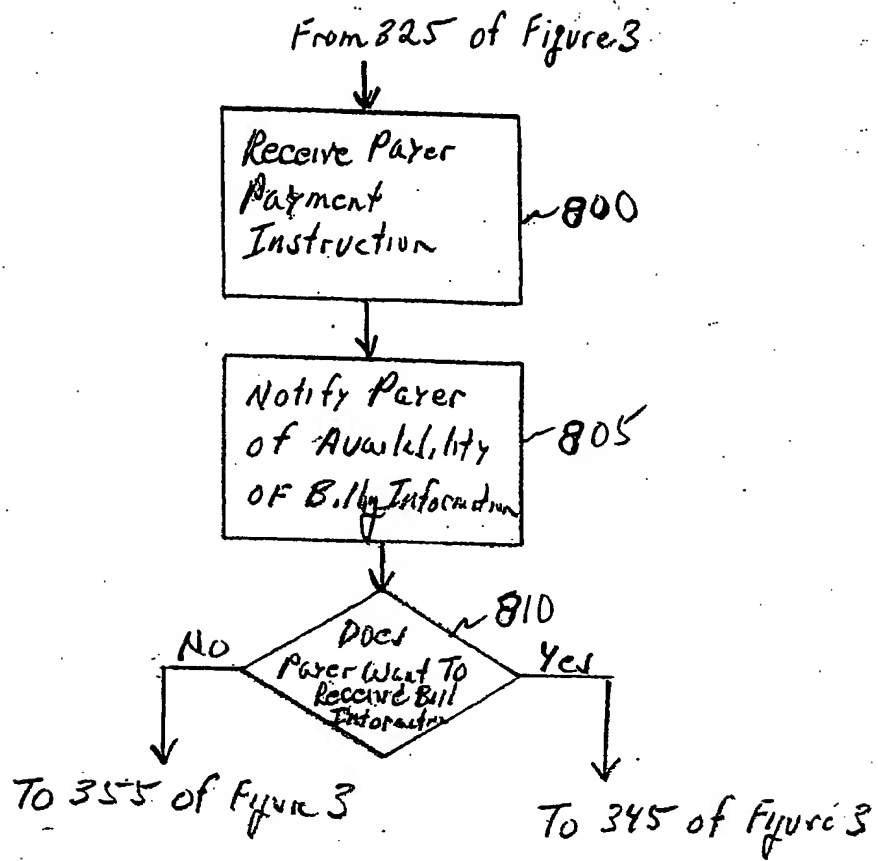 From 325 of Figure 3
Receive Payer
Payment
Instruction
800
Notify Payer
of Availability
of Billing Information
805
810
Does
Payer Want To
Receive Bill
Information
No
Yes
To 355 of Figure 3
To 345 of Figure 3